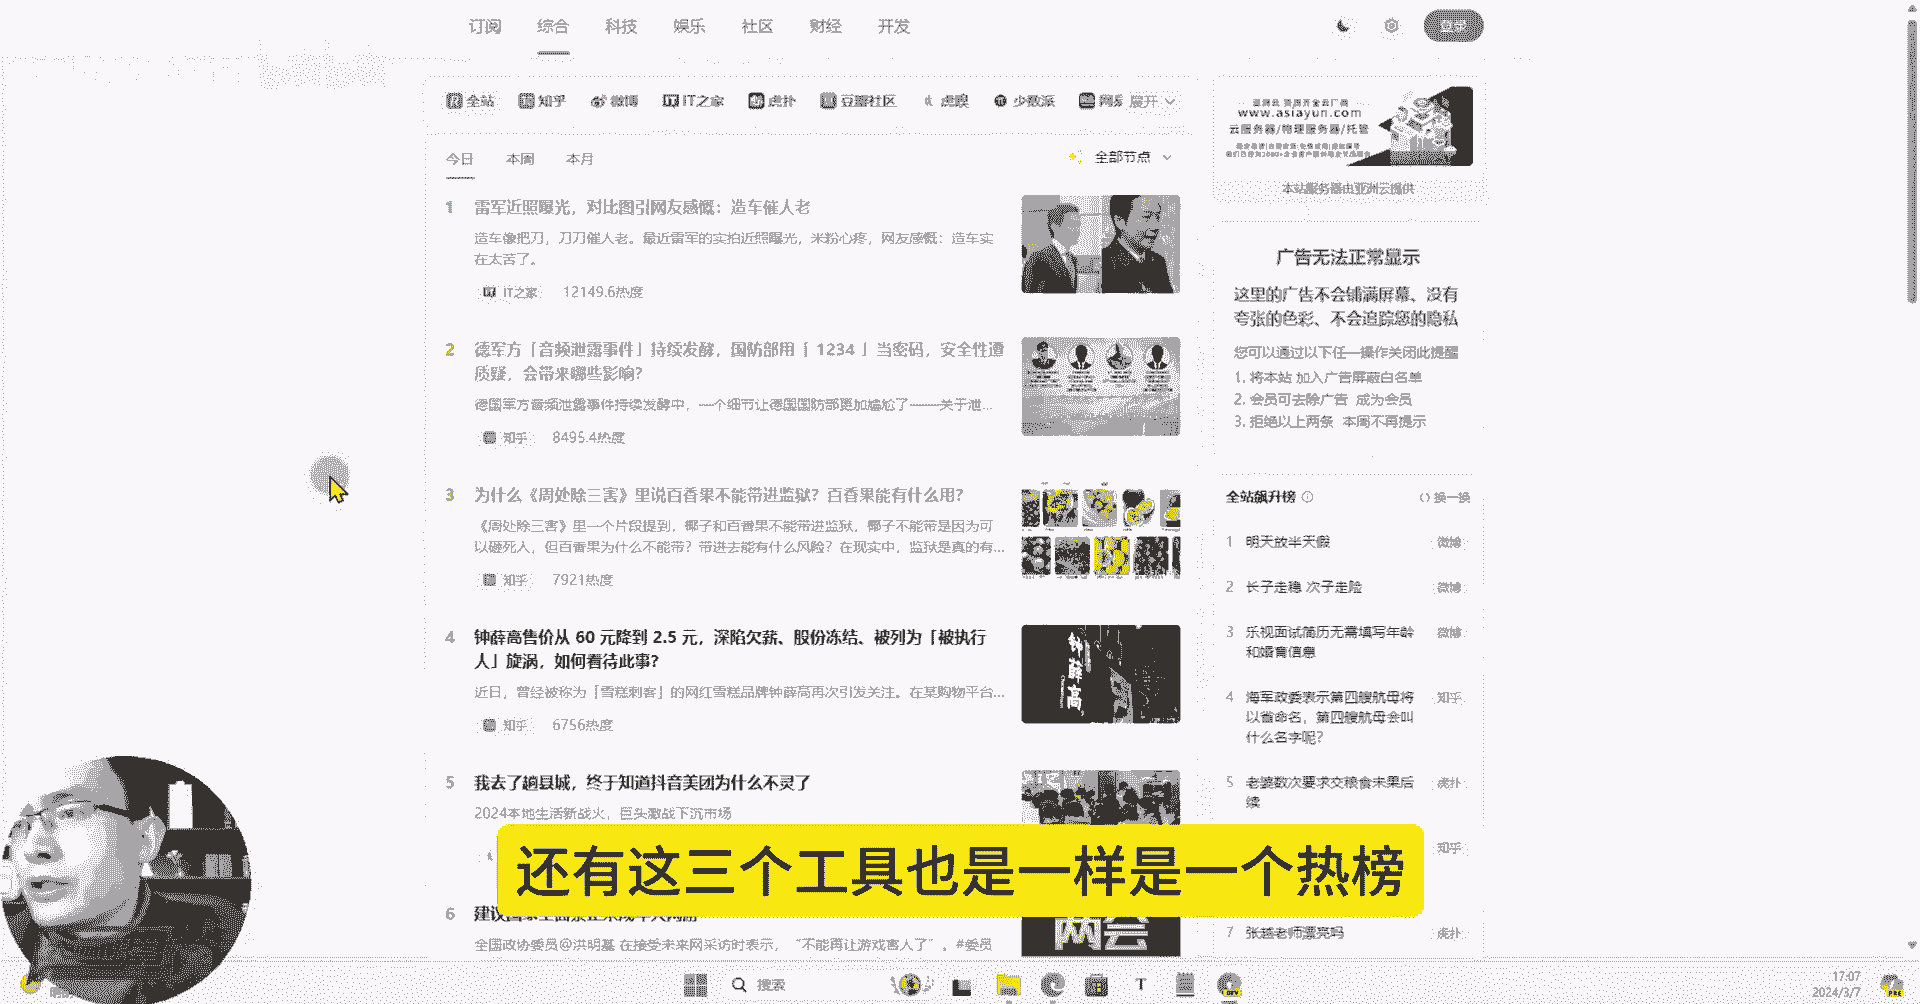 订阅 综合 科技 娱乐 社区 财经 开发
登录
全站 知乎 微博 IT之家 虎扑 豆瓣社区 虎嗅 少数派 展开
www.asiayun.com
云服务器/物理服务器/托管
本站服务器由亚洲云提供
今日 本周 本月
全部节点
1 雷军近照曝光，对比图引网友感慨：造车催人老
造车像把刀，刀刀催人老。最近雷军的实拍近照曝光，米粉心疼，网友感慨：造车实
在太苦了。
IT之家 12149.6热度
2 德军方「音频泄露事件」持续发酵，国防部用「 1234 」当密码，安全性遭
质疑，会带来哪些影响？
德国军方音频泄露事件持续发酵中，一个细节让德国国防部更加尴尬了——关于泄...
知乎 8495.4热度
3 为什么《周处除三害》里说百香果不能带进监狱？百香果能有什么用？
《周处除三害》里一个片段提到，椰子和百香果不能带进监狱，椰子不能带是因为可
以砸死人，但百香果为什么不能带？带进去能有什么风险？在现实中，监狱是真的有...
知乎 7921热度
4 钟薛高售价从 60 元降到 2.5 元，深陷欠薪、股份冻结、被列为「被执行
人」旋涡，如何看待此事？
近日，曾经被称为「雪糕刺客」的网红雪糕品牌钟薛高再次引发关注。在某购物平台...
知乎 6756热度
钟薛高
5 我去了趟县城，终于知道抖音美团为什么不灵了
2024本地生活新战火，巨头激战下沉市场
6
全国政协委员@洪明基 在接受未来网采访时表示，“不能再让游戏害人了”。#委员
两会
广告无法正常显示
这里的广告不会铺满屏幕、没有
夸张的色彩、不会追踪您的隐私
您可以通过以下任一操作关闭此提醒
1. 将本站 加入广告屏蔽白名单
2. 会员可去除广告 成为会员
3. 拒绝以上两条 本周不再提示
全站飙升榜 换一换
1 明天放半天假 微博
2 长子走稳 次子走险 微博
3 乐视面试简历无需填写年龄 微博
和婚育信息
4 海军政委表示第四艘航母将 知乎
以省命名，第四艘航母会叫
什么名字呢？
5 老婆数次要求交粮食未果后 虎扑
续
知乎
7 张越老师漂亮吗 虎扑
还有这三个工具也是一样是一个热榜
搜索
17:07
2024/3/7